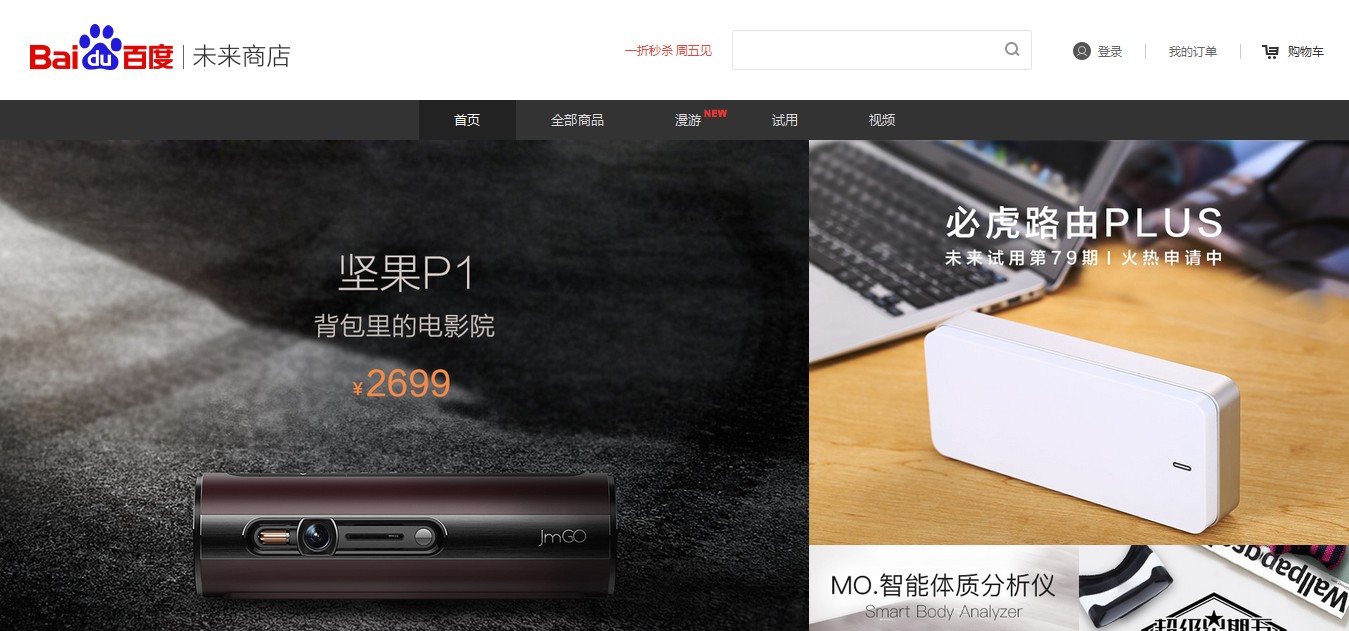 Bai du 百度 | 未来商店
一折秒杀 周五见
登录
我的订单
购物车
首页
全部商品
漫游 NEW
试用
视频
坚果P1
背包里的电影院
¥2699
JmGO
必虎路由PLUS
未来试用第79期 | 火热申请中
MO.智能体质分析仪
Smart Body Analyzer
Wallpaper